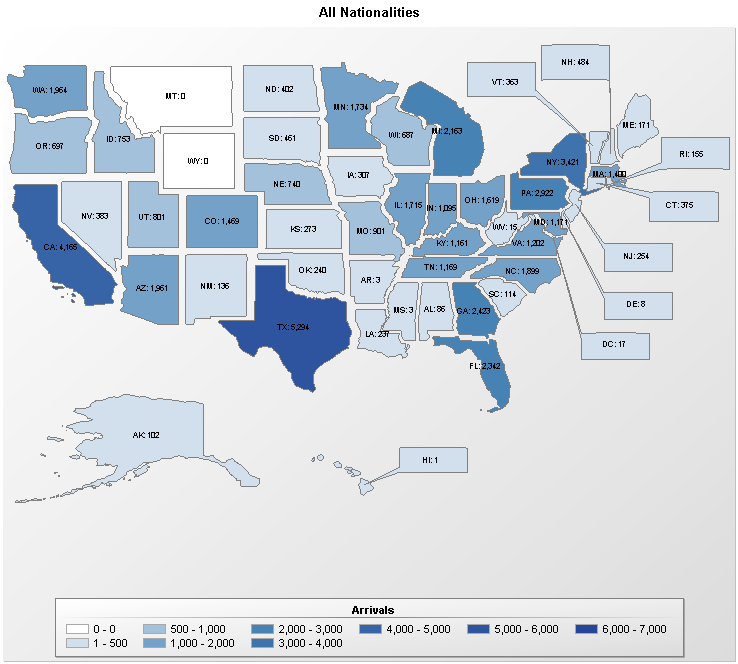 All Nationalities
NH: 484
VT: 363
WA: 1,964
MT: 0
ND: 402
MN: 1,734
ME: 171
OR: 697
ID: 753
SD: 461
WI: 687
MI: 2,163
NY: 3,421
RI: 155
WY: 0
IA: 307
MA: 1,400
NE: 740
PA: 2,922
CT: 375
NV: 383
UT: 801
CO: 1,469
IL: 1,715
IN: 1,095
OH: 1,619
KS: 273
MO: 901
WV: 15
MD: 1,171
CA: 4,165
KY: 1,161
VA: 1,202
NJ: 254
OK: 240
TN: 1,169
NC: 1,899
AZ: 1,951
NM: 136
AR: 3
SC: 114
DE: 8
MS: 3
AL: 86
GA: 2,423
TX: 5,294
LA: 237
DC: 17
FL: 2,342
AK: 102
HI: 1
Arrivals
0 - 0 500 - 1,000 2,000 - 3,000 4,000 - 5,000 5,000 - 6,000 6,000 - 7,000
1 - 500 1,000 - 2,000 3,000 - 4,000